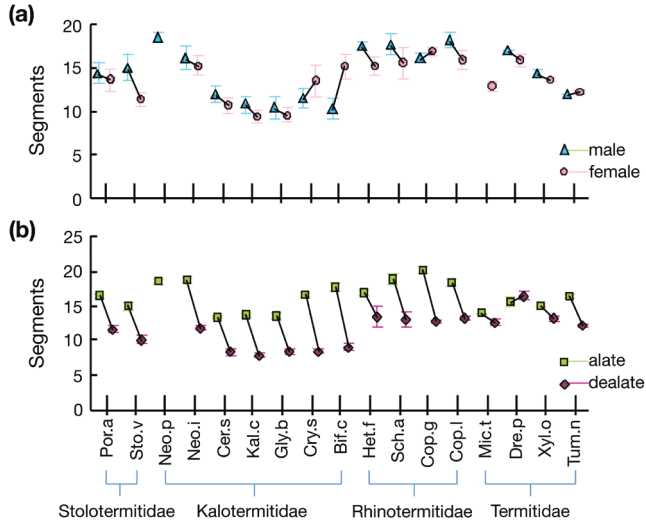 (a)
20
15
10
5
0
Segments
male
female
(b)
25
20
15
10
5
0
Segments
alate
dealate
Por.a
Sto.v
Neo.p
Neo.i
Cer.s
Kal.c
Gly.b
Cry.s
Bif.c
Het.f
Sch.a
Cop.g
Cop.l
Mic.t
Dre.p
Xyl.o
Tum.n
Stolotermitidae Kalotermitidae Rhinotermitidae Termitidae